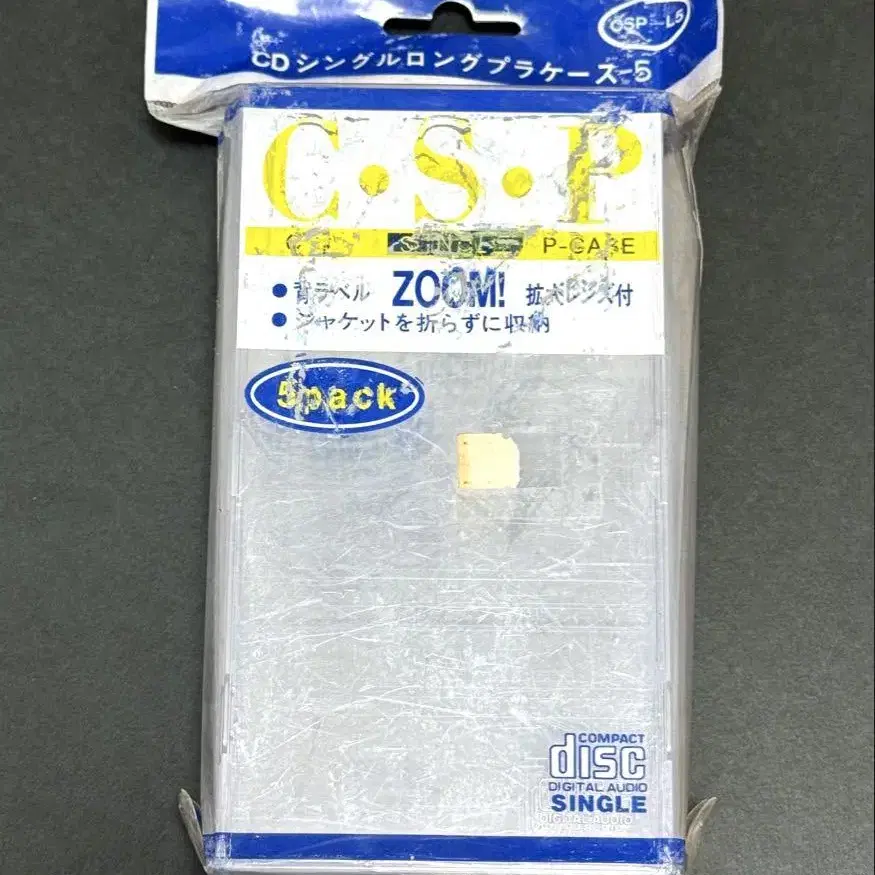 CSP-L5
CDシングルロングプラケース-5
C・S・P
P-CASE
●背ラベル ZOOM! 拡大レンズ付
●ジャケットを折らずに収納
5pack
COMPACT
disc
DIGITAL AUDIO
SINGLE
DIGITAL AUDIO